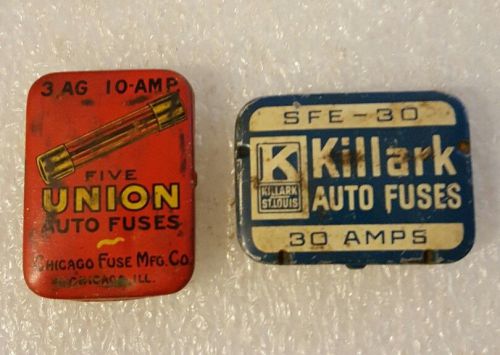 3 AG 10-AMP
FIVE
UNION
AUTO FUSES
CHICAGO FUSE MFG. CO.
CHICAGO, ILL.
SFE-30
K
KILLARK
ST. LOUIS
Killark
AUTO FUSES
30 AMPS